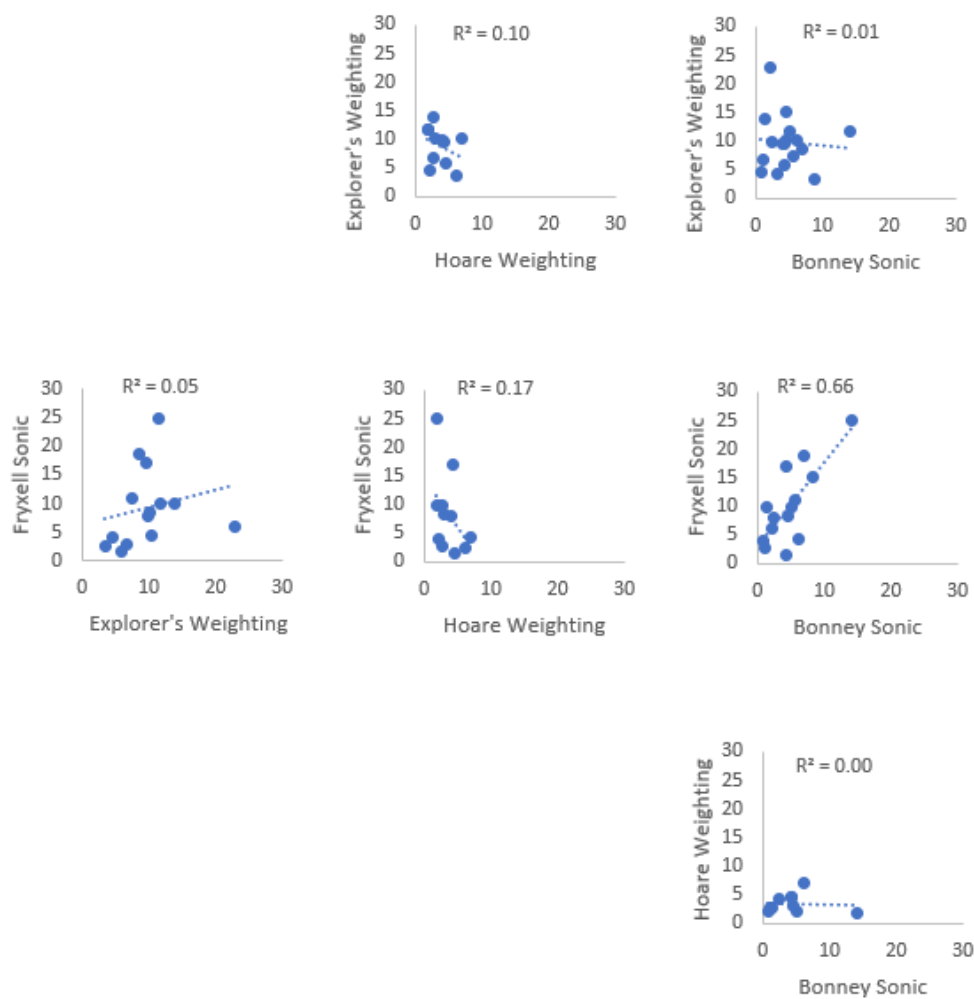 R² = 0.10
30
25
20
15
10
5
0
Explorer's Weighting
0 10 20 30
Hoare Weighting
R² = 0.01
30
25
20
15
10
5
0
Explorer's Weighting
0 10 20 30
Bonney Sonic
R² = 0.05
30
25
20
15
10
5
0
Fryxell Sonic
0 10 20 30
Explorer's Weighting
R² = 0.17
30
25
20
15
10
5
0
Fryxell Sonic
0 10 20 30
Hoare Weighting
R² = 0.66
30
25
20
15
10
5
0
Fryxell Sonic
0 10 20 30
Bonney Sonic
R² = 0.00
30
25
20
15
10
5
0
Hoare Weighting
0 10 20 30
Bonney Sonic